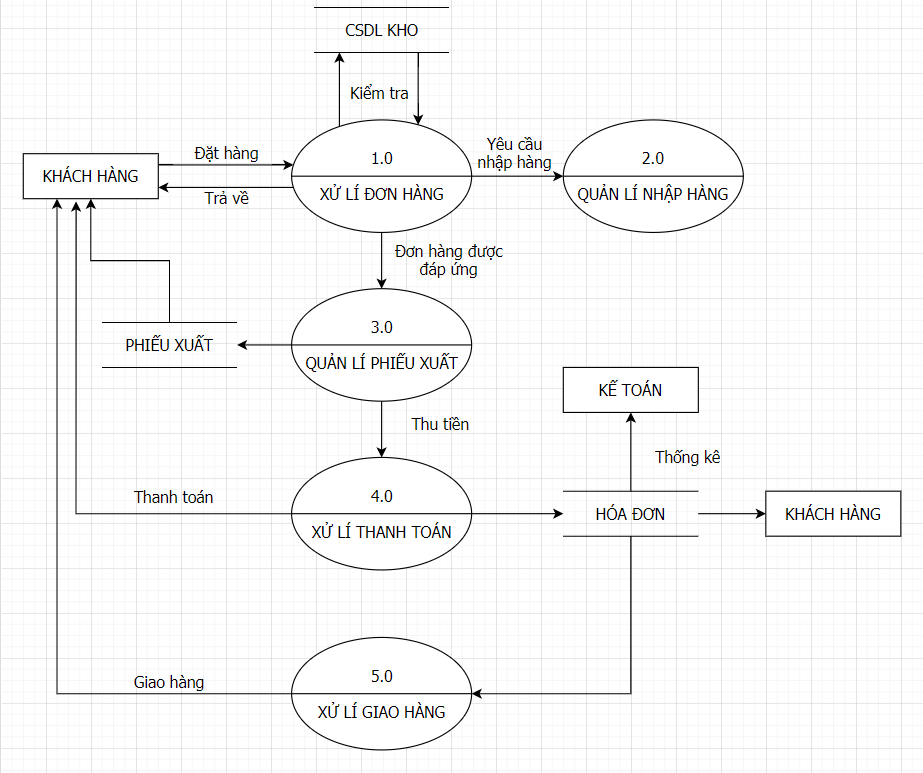 CSDL KHO
Kiểm tra
Đặt hàng
1.0
Yêu cầu
nhập hàng
2.0
KHÁCH HÀNG
Trả về
XỬ LÍ ĐƠN HÀNG
QUẢN LÍ NHẬP HÀNG
Đơn hàng được
đáp ứng
3.0
PHIẾU XUẤT
QUẢN LÍ PHIẾU XUẤT
KẾ TOÁN
Thu tiền
Thống kê
Thanh toán
4.0
HÓA ĐƠN
KHÁCH HÀNG
XỬ LÍ THANH TOÁN
Giao hàng
5.0
XỬ LÍ GIAO HÀNG